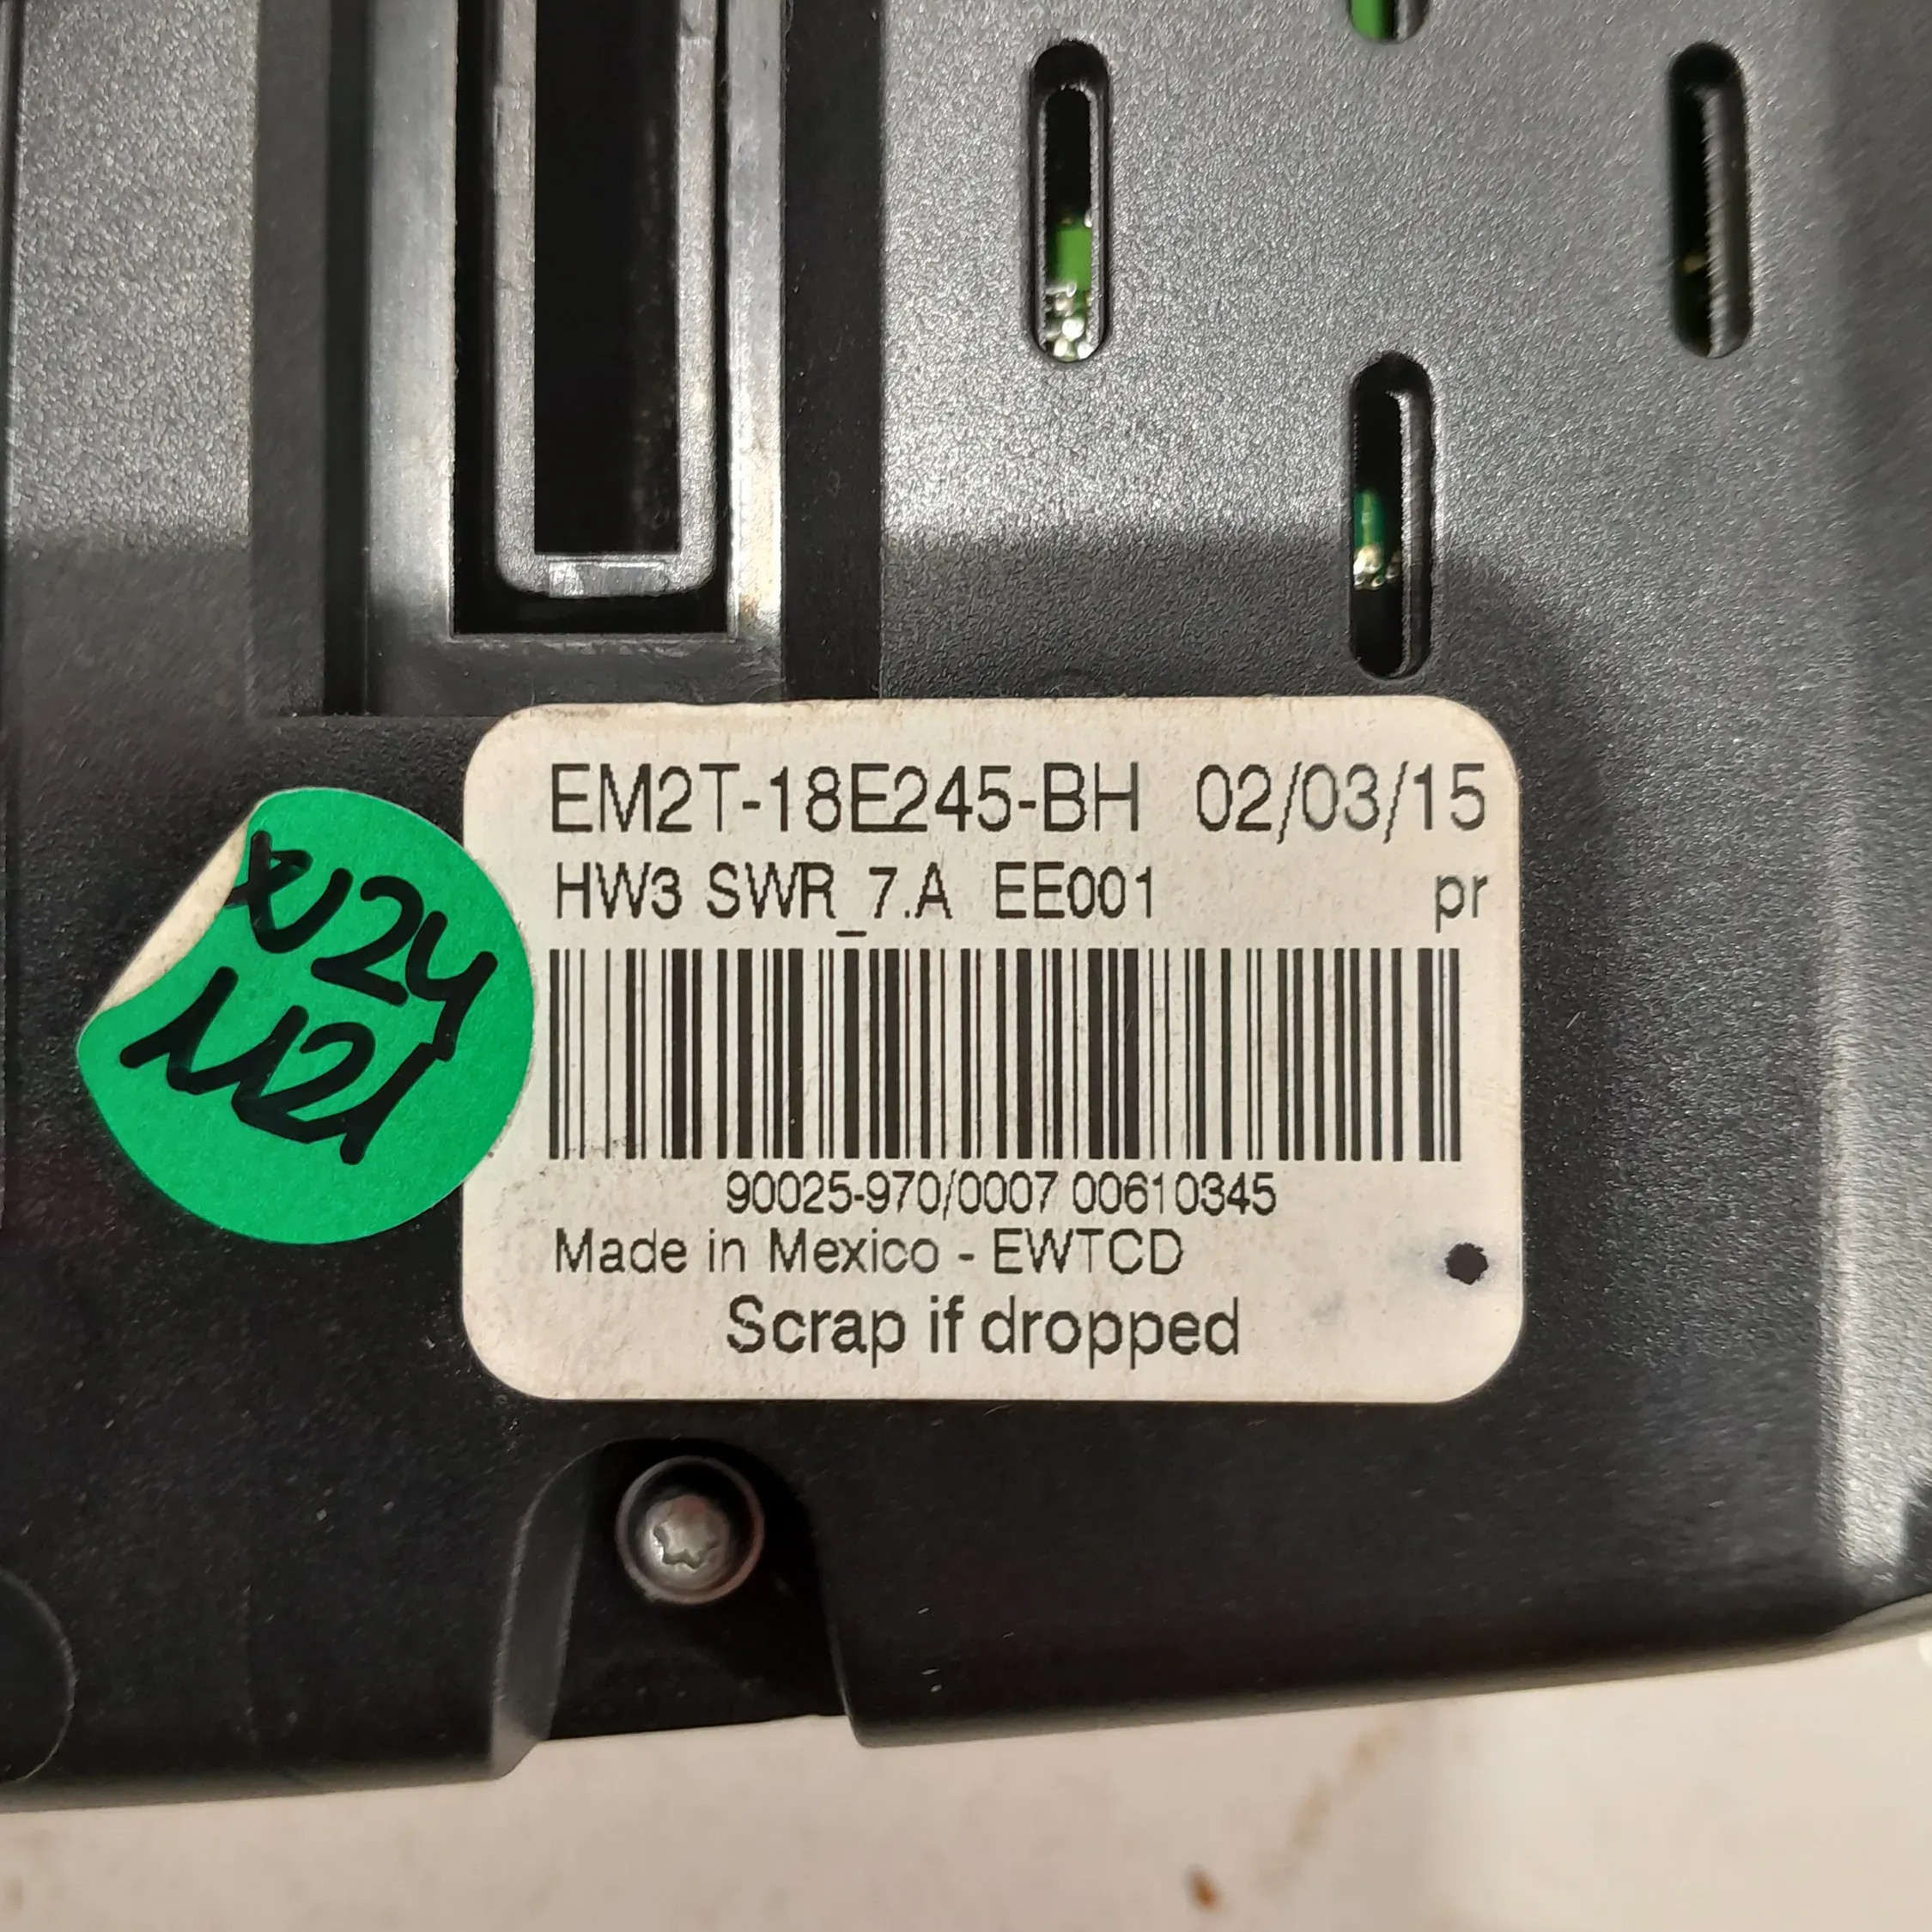 EM2T-18E245-BH 02/03/15
HW3 SWR_7.A EE001 pr
90025-970/0007 00610345
Made in Mexico - EWTCD
Scrap if dropped